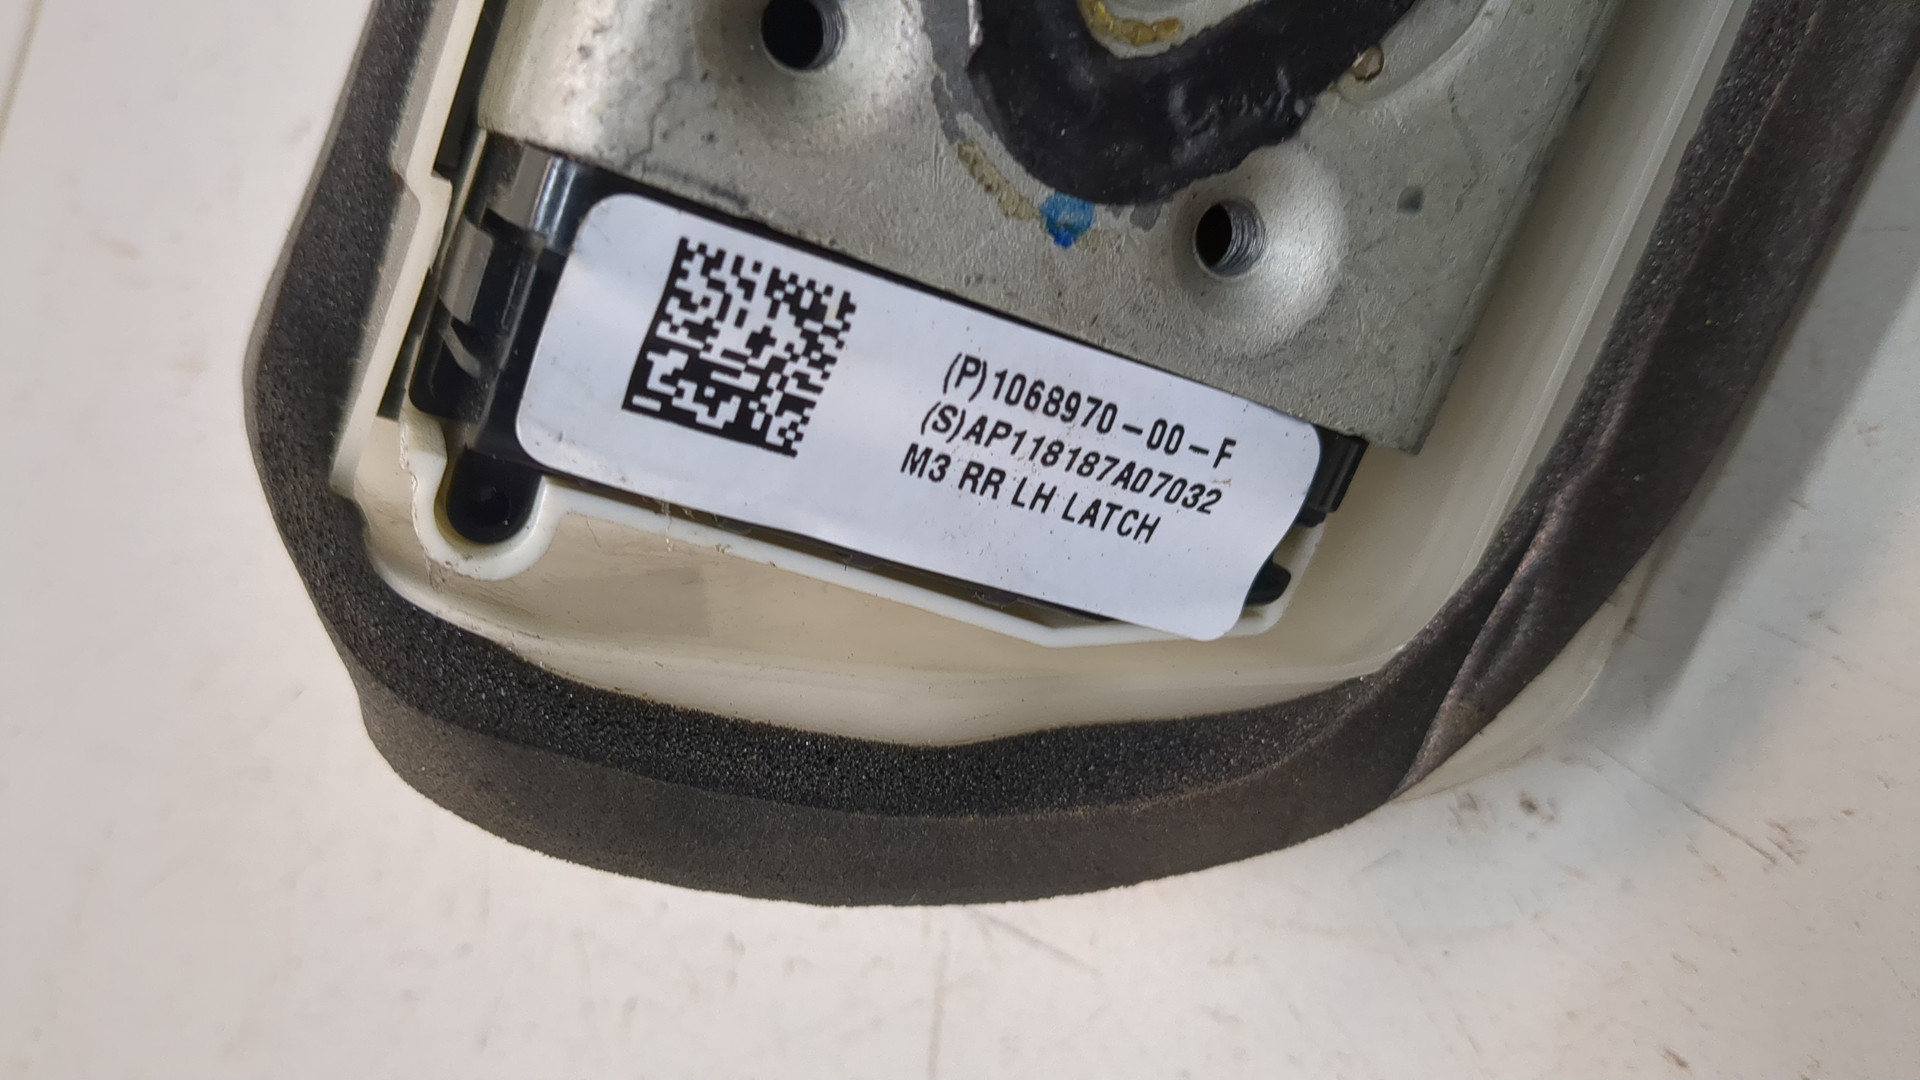 (P)1068970-00-F
(S)AP118187A07032
M3 RR LH LATCH